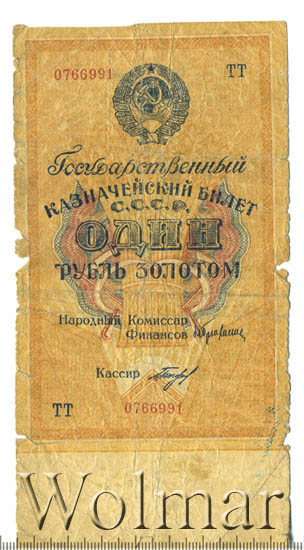 0766991 ТТ
Государственный
КАЗНАЧЕЙСКИЙ БИЛЕТ
С.С.С.Р.
ОДИН
РУБЛЬ ЗОЛОТОМ
Народный Комиссар
Финансов
Кассир
ТТ 0766991
Wolmar